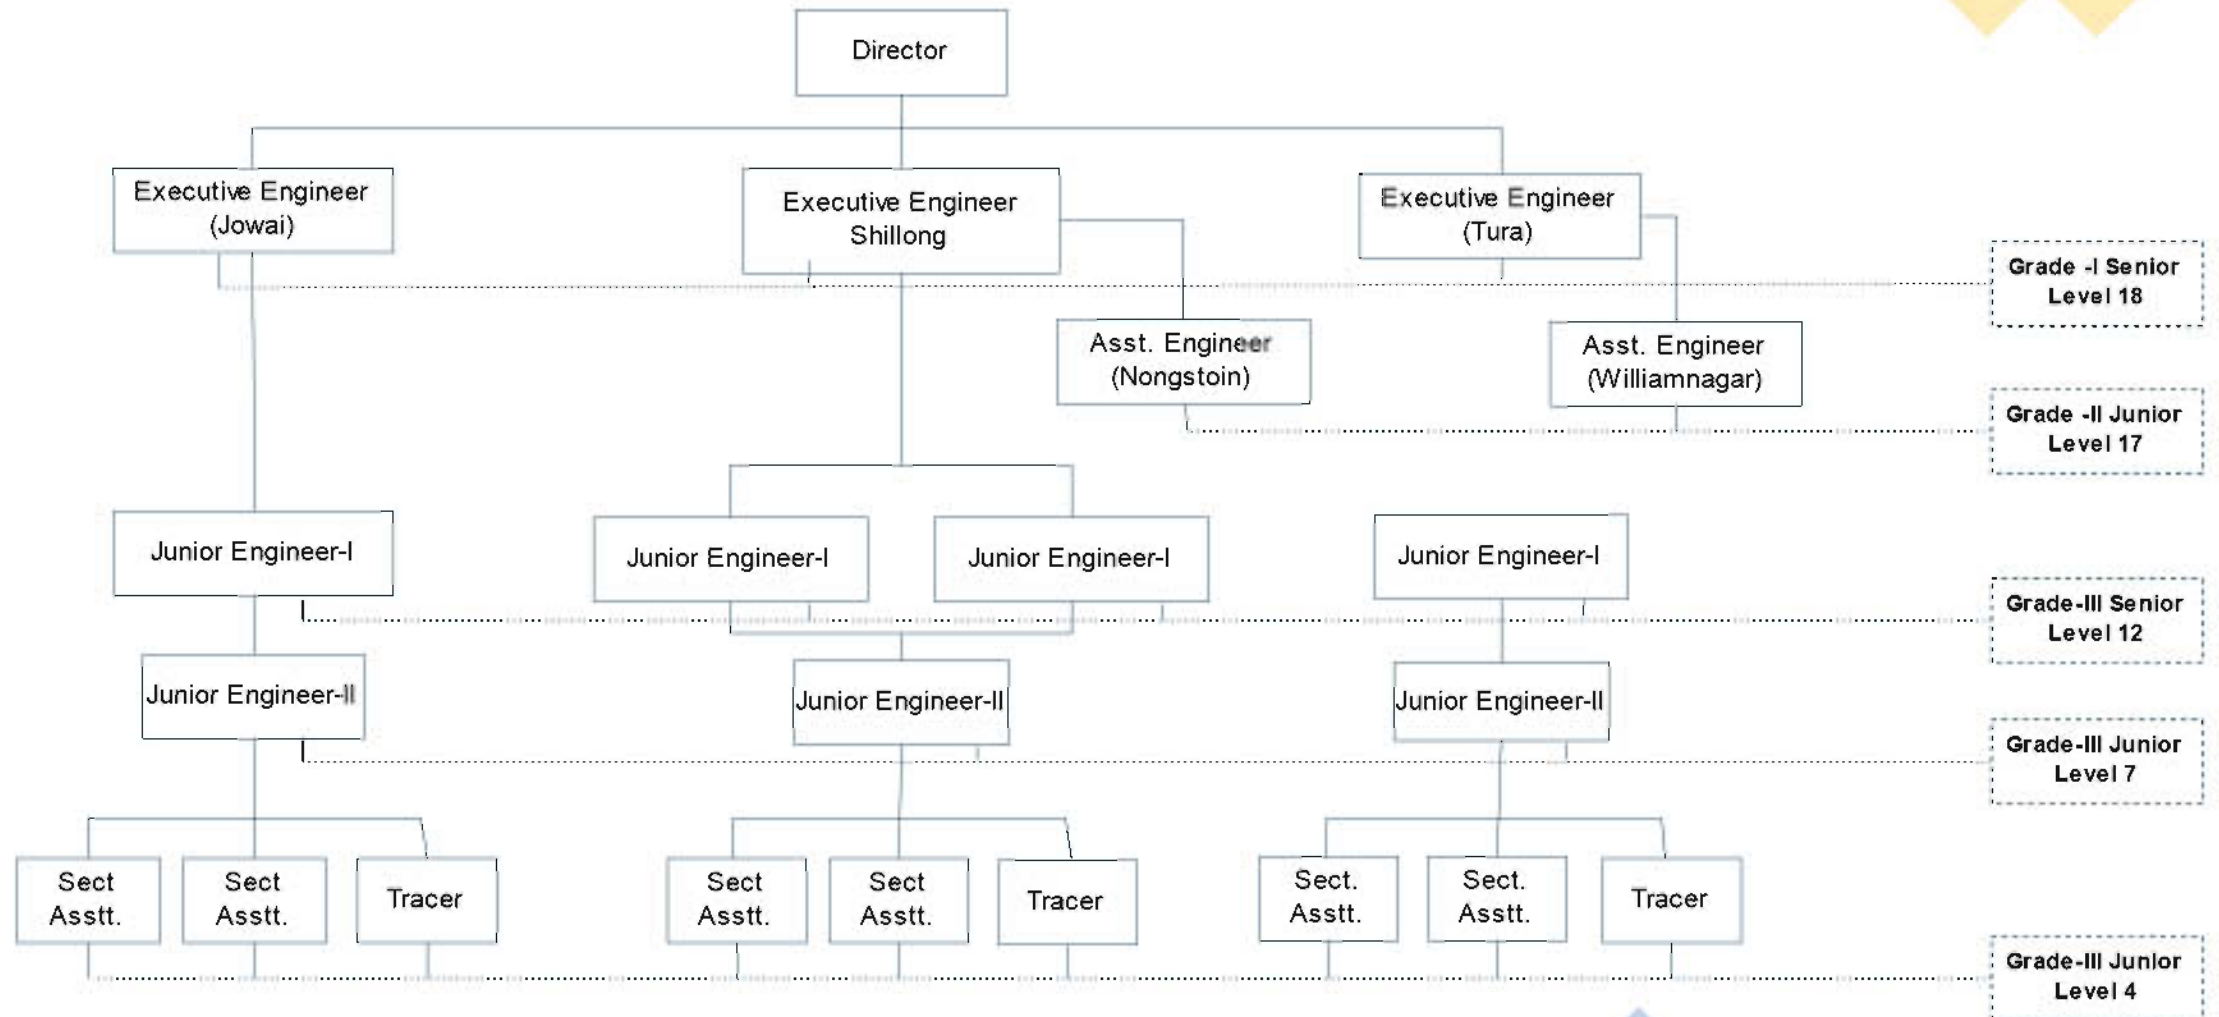 Director
Executive Engineer
(Jowai)
Executive Engineer
Shillong
Executive Engineer
(Tura)
Grade -I Senior
Level 18
Asst. Engineer
(Nongstoin)
Asst. Engineer
(Williamnagar)
Grade -II Junior
Level 17
Junior Engineer-I
Junior Engineer-I
Junior Engineer-I
Junior Engineer-I
Grade-III Senior
Level 12
Junior Engineer-II
Junior Engineer-II
Junior Engineer-II
Grade-III Junior
Level 7
Sect
Asstt.
Sect
Asstt.
Tracer
Sect
Asstt.
Sect
Asstt.
Tracer
Sect.
Asstt.
Sect.
Asstt.
Tracer
Grade-III Junior
Level 4